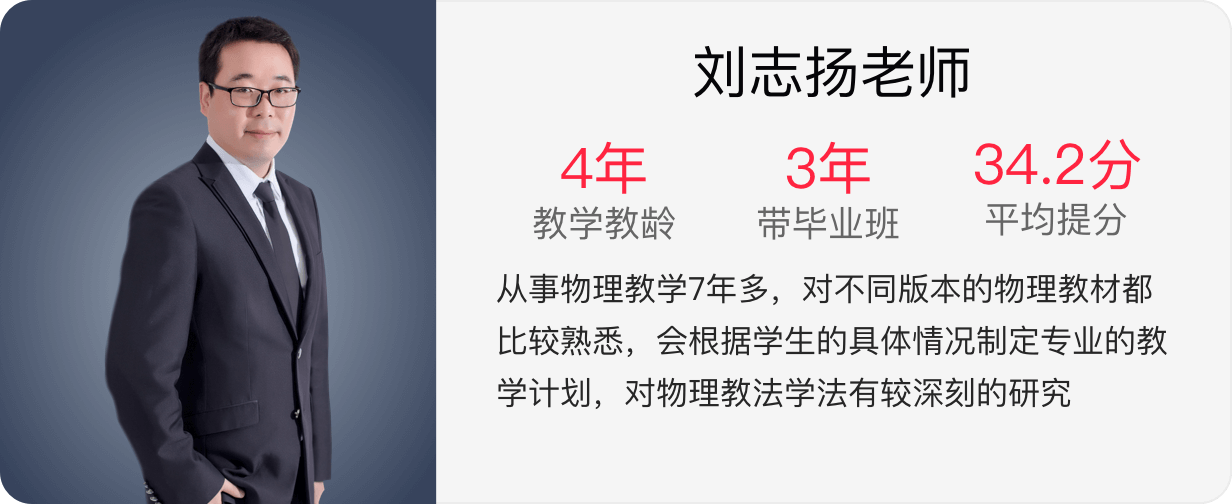 刘志扬老师
4年 3年 34.2分
教学教龄 带毕业班 平均提分
从事物理教学7年多，对不同版本的物理教材都
比较熟悉，会根据学生的具体情况制定专业的教
学计划，对物理教法学法有较深刻的研究